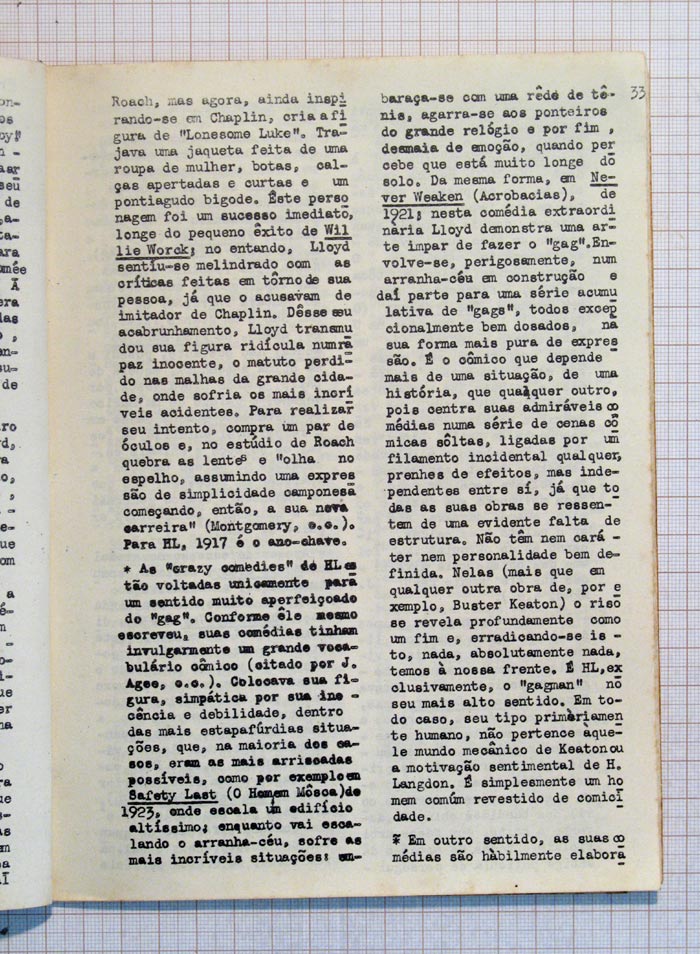 33
Roach, mas agora, ainda inspi
rando-se em Chaplin, cria a fi
gura de "Lonesome Luke". Tra-
java uma jaqueta feita de uma
roupa de mulher, botas, cal-
ças apertadas e curtas e um
pontiagudo bigode. Êste perso
nagem foi um sucesso imediato,
longe do pequeno êxito de Wil
lie Worck; no entando, Lloyd
sentiu-se melindrado com as
críticas feitas em tôrno de sua
pessoa, já que o acusavam de
imitador de Chaplin. Dêsse seu
acabrunhamento, Lloyd transmu
dou sua figura ridícula num ra
paz inocente, o matuto perdi-
do nas malhas da grande cida-
de, onde sofria os mais incrí
veis acidentes. Para realizar
seu intento, compra um par de
óculos e, no estúdio de Roach
quebra as lentes e "olha no
espelho, assumindo uma expres
são de simplicidade camponesa
começando, então, a sua nova
carreira" (Montgomery, o.c.).
Para HL, 1917 é o ano-chave.
* As "crazy comedies" de HL es
tão voltadas unicamente para
um sentido muito aperfeiçoado
do "gag". Conforme êle mesmo
escreveu, suas comédias tinham
invulgarmente um grande voca-
bulário cômico (citado por J.
Agee, o.c.). Colocava sua fi-
gura, simpática por sua ino -
cência e debilidade, dentro
das mais estapafúrdias situa-
ções, que, na maioria dos ca-
sos, eram as mais arriscadas
possíveis, como por exemplo em
Safety Last (O Homem Môsca) de
1923, onde escala um edifício
altíssimo; enquanto vai esca-
lando o arranha-céu, sofre as
mais incríveis situações: em-
baraça-se com uma rêde de tê-
nis, agarra-se aos ponteiros
do grande relógio e por fim ,
desmaia de emoção, quando per
cebe que está muito longe do
solo. Da mesma forma, em Ne-
ver Weaken (Acrobacias), de
1921; nesta comédia extraordi
nária Lloyd demonstra uma ar-
te impar de fazer o "gag".En-
volve-se, perigosamente, num
arranha-céu em construção e
daí parte para uma série acumu
lativa de "gags", todos excep
cionalmente bem dosados, na
sua forma mais pura de expres
são. É o cômico que depende
mais de uma situação, de uma
história, que qualquer outro,
pois centra suas admiráveis co
médias numa série de cenas cô
micas sôltas, ligadas por um
filamento incidental qualquer,
prenhes de efeitos, mas inde-
pendentes entre sí, já que to
das as suas obras se ressen-
tem de uma evidente falta de
estrutura. Não têm nem cará -
ter nem personalidade bem de-
finida. Nelas (mais que em
qualquer outra obra de, por e
xemplo, Buster Keaton) o riso
se revela profundamente como
um fim e, erradicando-se is -
to, nada, absolutamente nada,
temos à nossa frente. É HL,ex
clusivamente, o "gagman" no
seu mais alto sentido. Em to-
do caso, seu tipo primàriamen
te humano, não pertence àque-
le mundo mecânico de Keaton ou
a motivação sentimental de H.
Langdon. É simplesmente um ho
mem comúm revestido de comici
dade.
* Em outro sentido, as suas co
médias são hàbilmente elabora